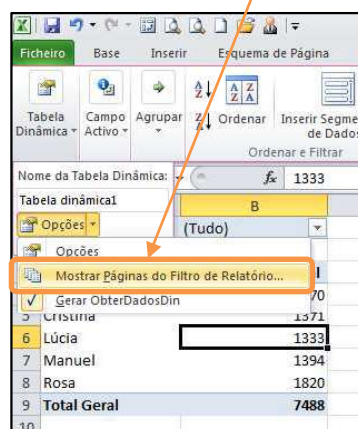 Ficheiro Base Inserir Esquema de Página
Tabela Dinâmica Campo Activo Agrupar Ordenar Inserir Segme de Dado
Ordenar e Filtrar
Nome da Tabela Dinâmica:
fx 1333
Tabela dinâmica1
B
Opções
(Tudo)
Opções
Mostrar Páginas do Filtro de Relatório...
Gerar ObterDadosDin
70
5 Cristina 1371
6 Lúcia 1333
7 Manuel 1394
8 Rosa 1820
9 Total Geral 7488
10